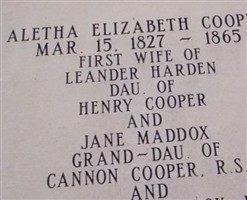 ALETHA ELIZABETH COOP
MAR. 15, 1827 ~ 1865
FIRST WIFE OF
LEANDER HARDEN
DAU. OF
HENRY COOPER
AND
JANE MADDOX
GRAND~DAU. OF
CANNON COOPER, R.S.
AND